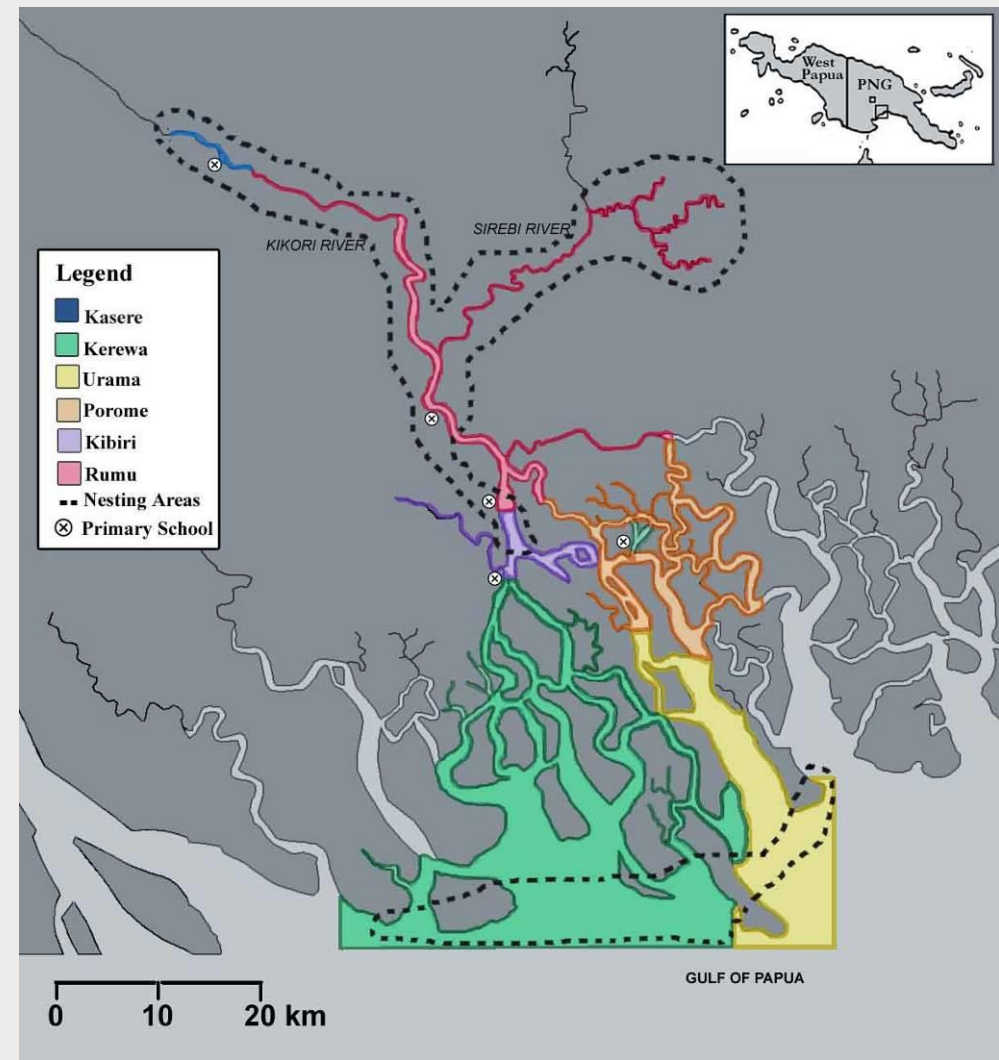 West
Papua
PNG
KIKORI RIVER
SIREBI RIVER
Legend
Kasere
Kerewa
Urama
Porome
Kibiri
Rumu
Nesting Areas
Primary School
GULF OF PAPUA
0 10 20 km